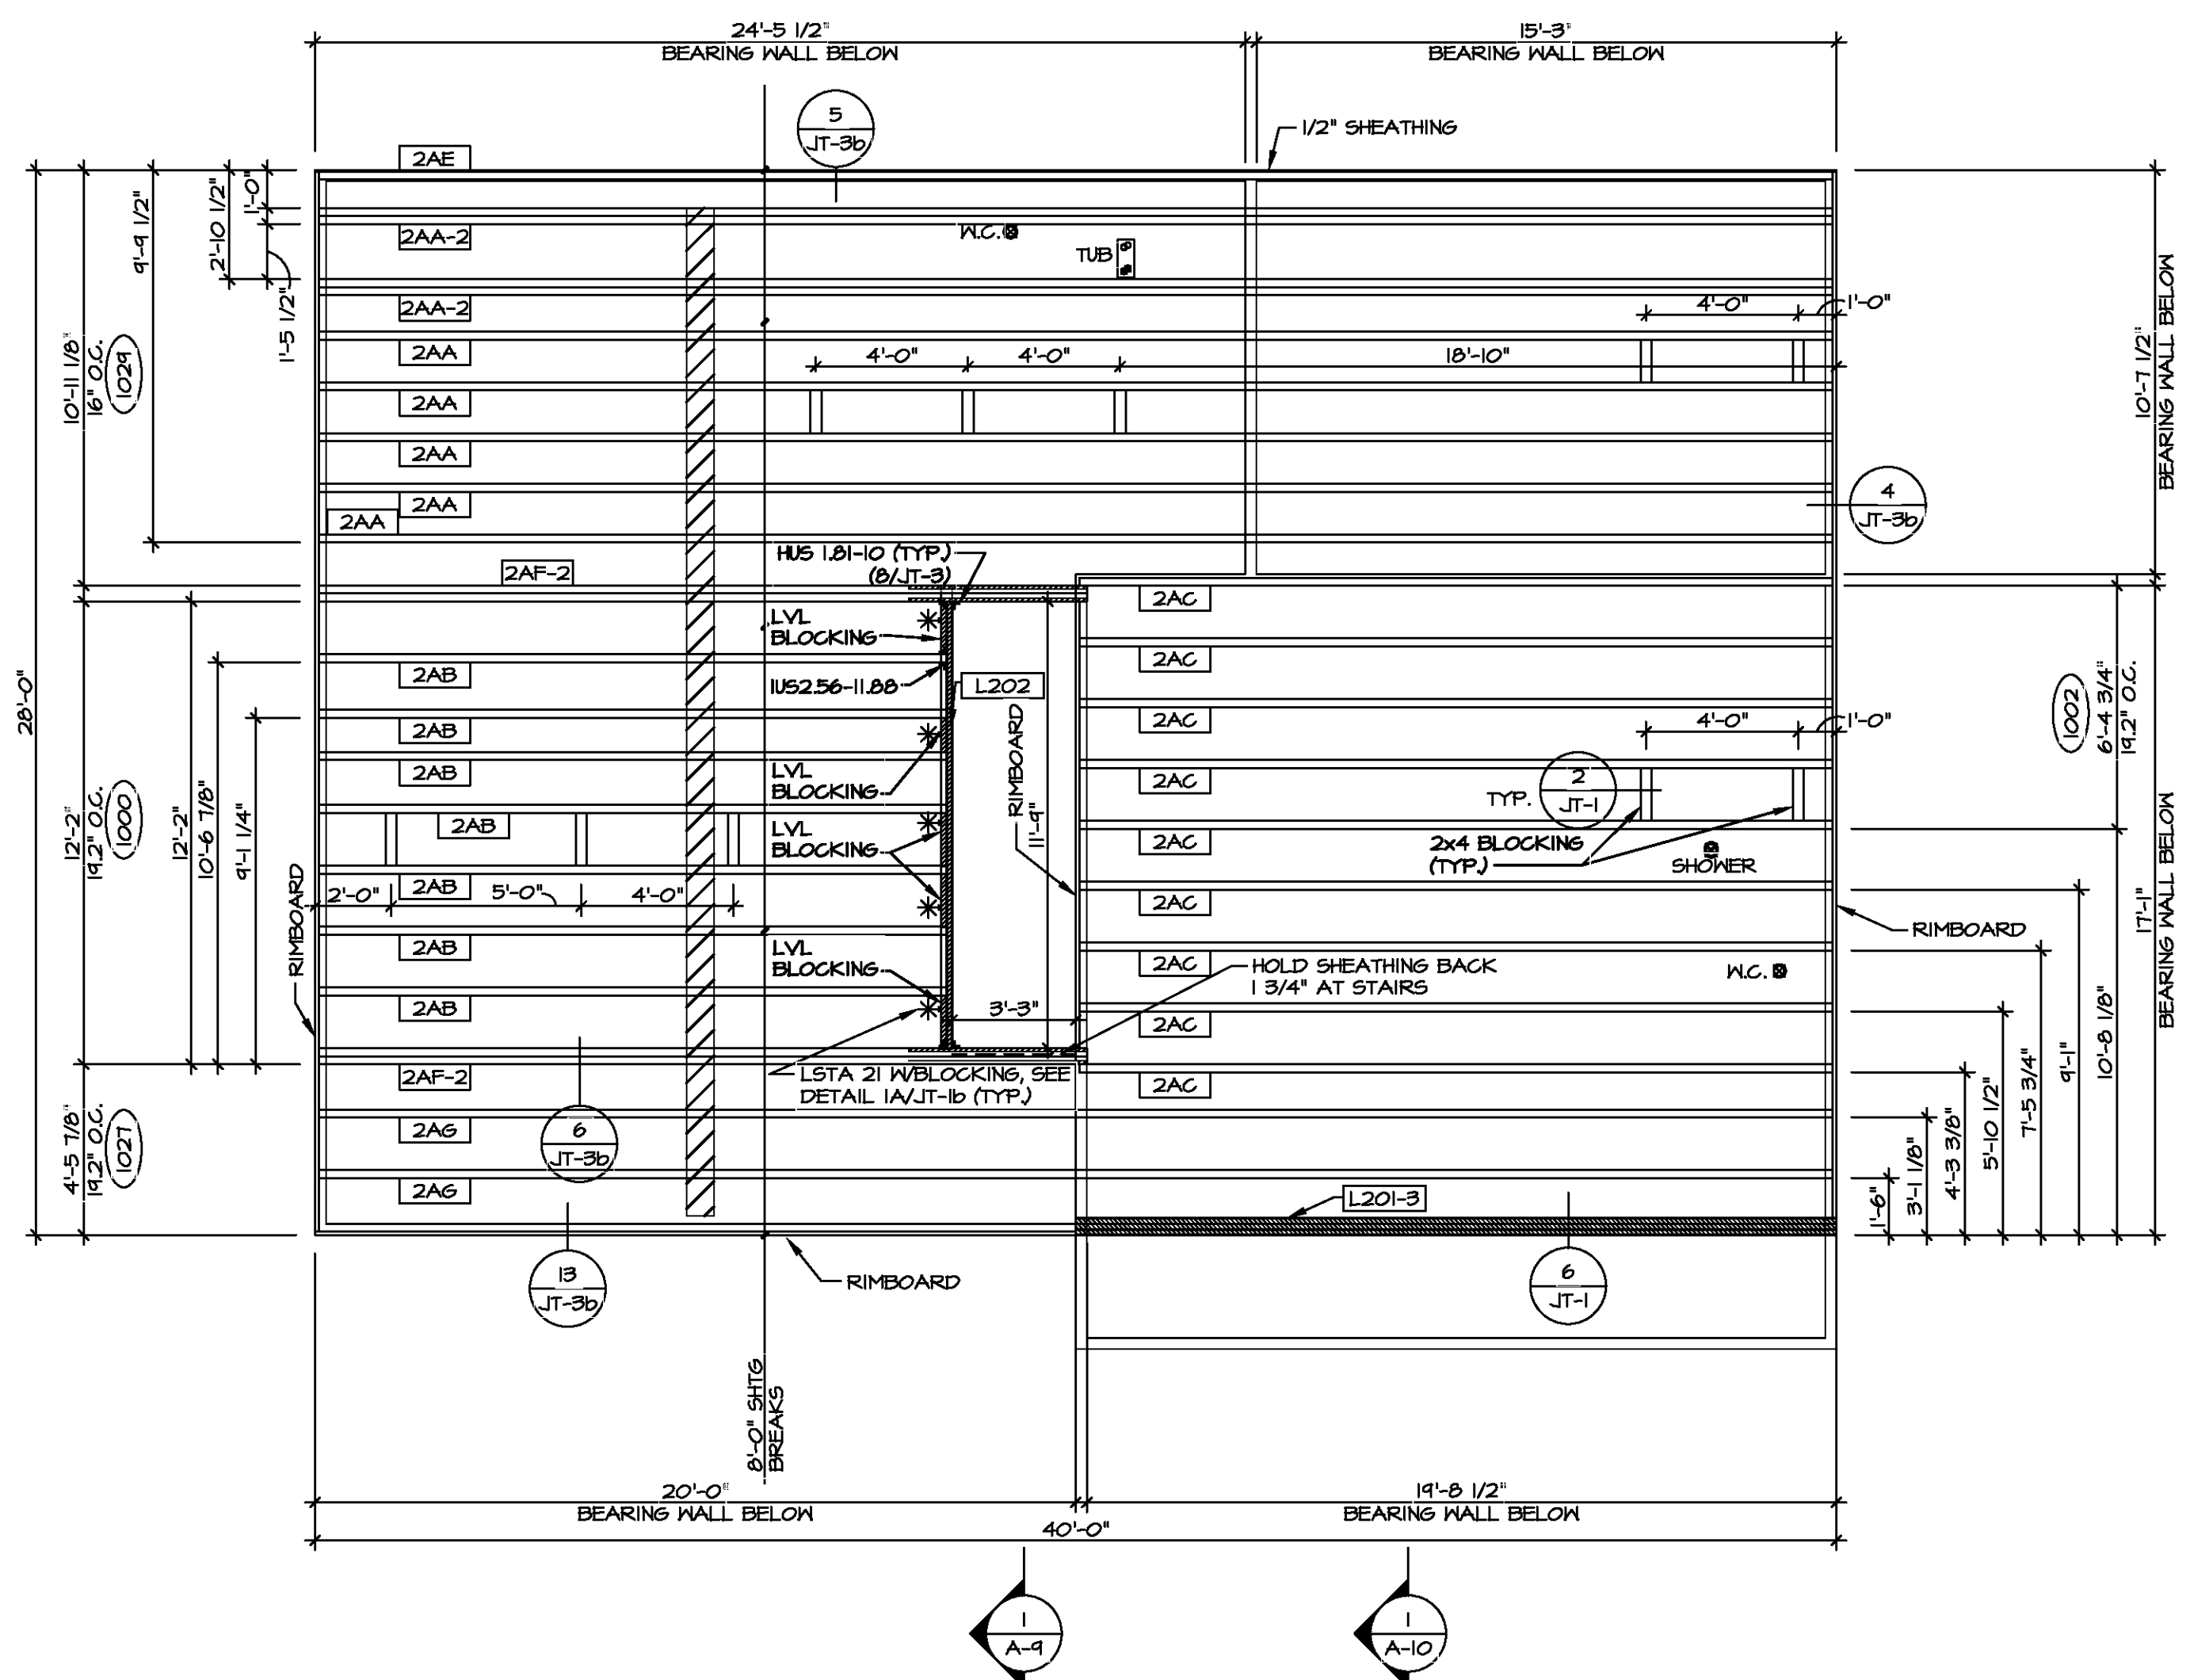 24'-5 1/2"
BEARING WALL BELOW
15'-3"
BEARING WALL BELOW
5
JT-3b
1/2" SHEATHING
2AE
28'-0"
10'-11 1/8"
16" O.C.
1029
9'-9 1/2"
2'-10 1/2"
1'-0"
1'-5 1/2"
2AA-2
W.C.
TUB
2AA-2
4'-0"
1'-0"
2AA
4'-0"
4'-0"
18'-10"
2AA
2AA
2AA
2AA
10'-7 1/2"
BEARING WALL BELOW
4
JT-3b
HUS 1.81-10 (TYP.)
(8/JT-3)
2AF-2
2AC
LVL
BLOCKING
2AB
IUS2.56-11.88
L202
2AC
2AB
2AC
4'-0"
1'-0"
2AB
LVL
BLOCKING
RIMBOARD
11'-9"
2AC
2
JT-1
TYP.
2AB
LVL
BLOCKING
2AC
2x4 BLOCKING
(TYP.)
SHOWER
2AB
2'-0"
5'-0"
4'-0"
2AC
RIMBOARD
RIMBOARD
2AB
LVL
BLOCKING
2AC
HOLD SHEATHING BACK
1 3/4" AT STAIRS
W.C.
2AB
3'-3"
2AC
12'-2"
19.2" O.C.
1000
12'-2"
10'-6 7/8"
9'-1 1/4"
1002
6'-4 3/4"
19.2" O.C.
17'-1"
BEARING WALL BELOW
2AF-2
LSTA 21 W/BLOCKING, SEE
DETAIL 1A/JT-1b (TYP.)
2AC
4'-5 7/8"
19.2" O.C.
1027
2AG
6
JT-3b
2AG
L201-3
1'-6"
3'-1 1/8"
4'-3 3/8"
5'-10 1/2"
7'-5 3/4"
9'-1"
10'-8 1/8"
13
JT-3b
RIMBOARD
6
JT-1
8'-0" SHTG
BREAKS
20'-0"
BEARING WALL BELOW
19'-8 1/2"
BEARING WALL BELOW
40'-0"
1
A-9
1
A-10